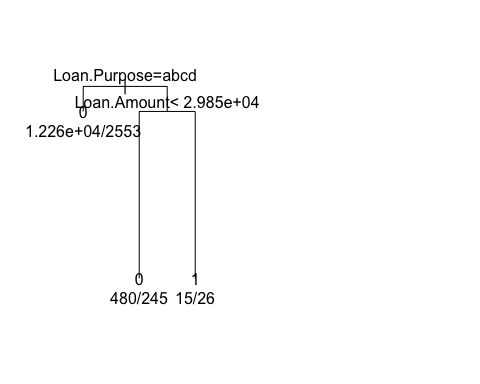 Loan.Purpose=abcd
Loan.Amount< 2.985e+04
0
1.226e+04/2553
0 1
480/245 15/26